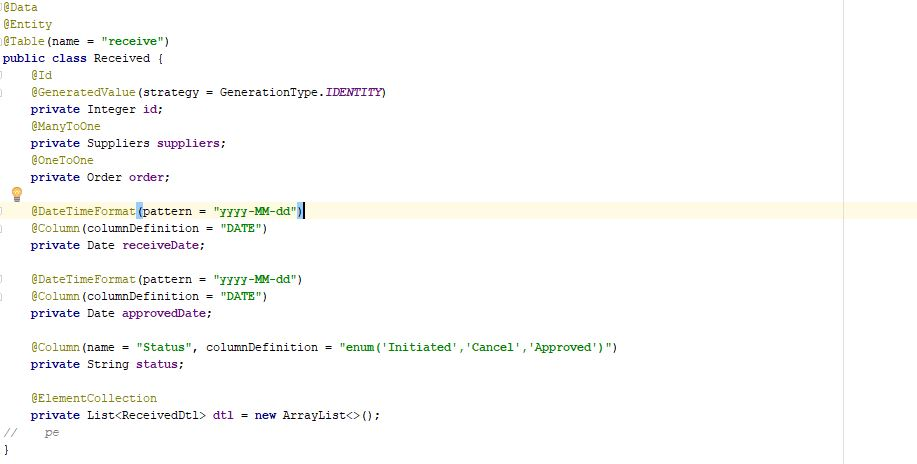 @Data
@Entity
@Table(name = "receive")
public class Received {
    @Id
    @GeneratedValue(strategy = GenerationType.IDENTITY)
    private Integer id;
    @ManyToOne
    private Suppliers suppliers;
    @OneToOne
    private Order order;
    @DateTimeFormat(pattern = "yyyy-MM-dd")
    @Column(columnDefinition = "DATE")
    private Date receiveDate;
    @DateTimeFormat(pattern = "yyyy-MM-dd")
    @Column(columnDefinition = "DATE")
    private Date approvedDate;
    @Column(name = "Status", columnDefinition = "enum('Initiated','Cancel','Approved')")
    private String status;
    @ElementCollection
    private List<ReceivedDtl> dtl = new ArrayList<>();
//    pe
}